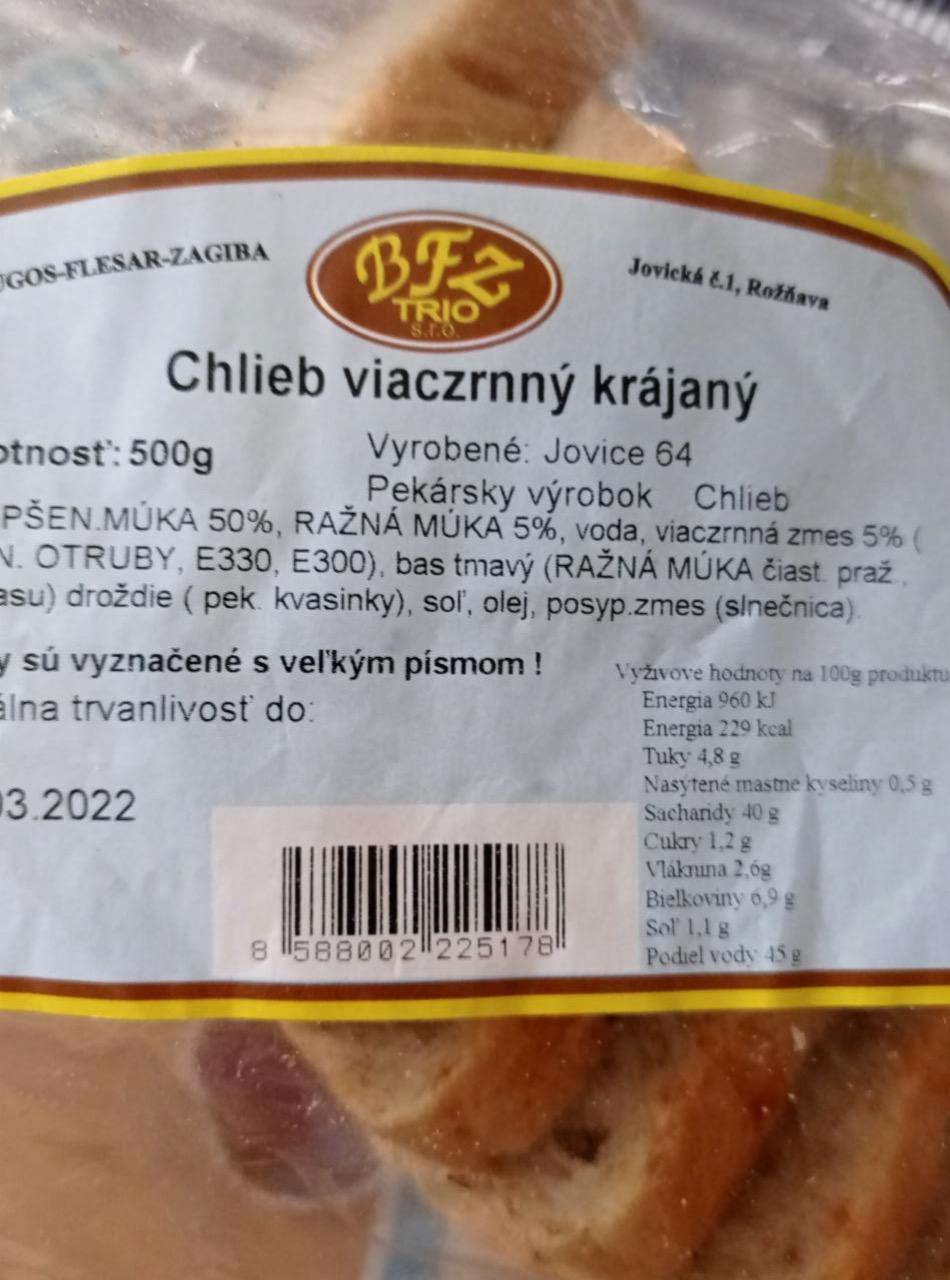 UGOS-FLESAR-ZAGIBA
BFZ
TRIO
s.r.o.
Jovická č.1, Rožňava
Chlieb viaczrnný krájaný
otnosť: 500g
Vyrobené: Jovice 64
Pekársky výrobok Chlieb
PŠEN.MÚKA 50%, RAŽNÁ MÚKA 5%, voda, viaczrnná zmes 5% (
N. OTRUBY, E330, E300), bas tmavý (RAŽNÁ MÚKA čiast. praž.,
asu) droždie ( pek. kvasinky), soľ, olej, posyp.zmes (slnečnica).
y sú vyznačené s veľkým písmom !
álna trvanlivosť do:
03.2022
Vyživové hodnoty na 100g produktu
Energia 960 kJ
Energia 229 kcal
Tuky 4,8 g
Nasýtené mastné kyseliny 0,5 g
Sacharidy 40 g
Cukry 1,2 g
Vláknina 2,6g
Bielkoviny 6,9 g
Soľ 1,1 g
Podiel vody 45 g
8 588002 225178